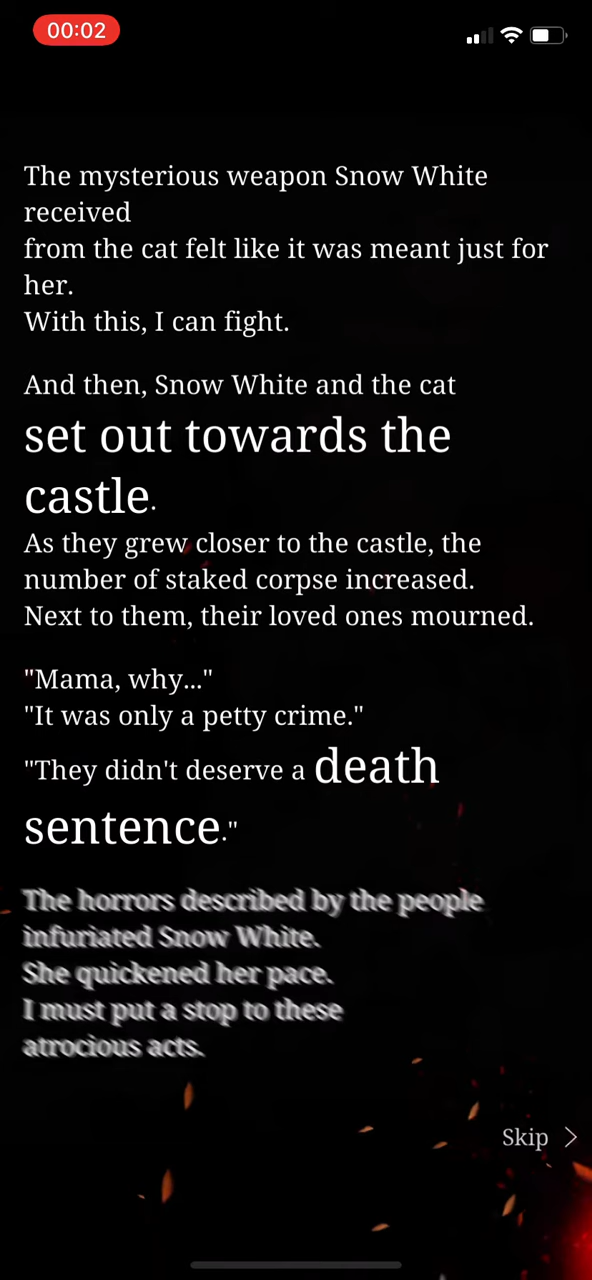 00:02
The mysterious weapon Snow White
received
from the cat felt like it was meant just for
her.
With this, I can fight.
And then, Snow White and the cat
set out towards the
castle.
As they grew closer to the castle, the
number of staked corpse increased.
Next to them, their loved ones mourned.
"Mama, why..."
"It was only a petty crime."
"They didn't deserve a death
sentence."
The horrors described by the people
infuriated Snow White.
She quickened her pace.
I must put a stop to these
atrocious acts.
Skip